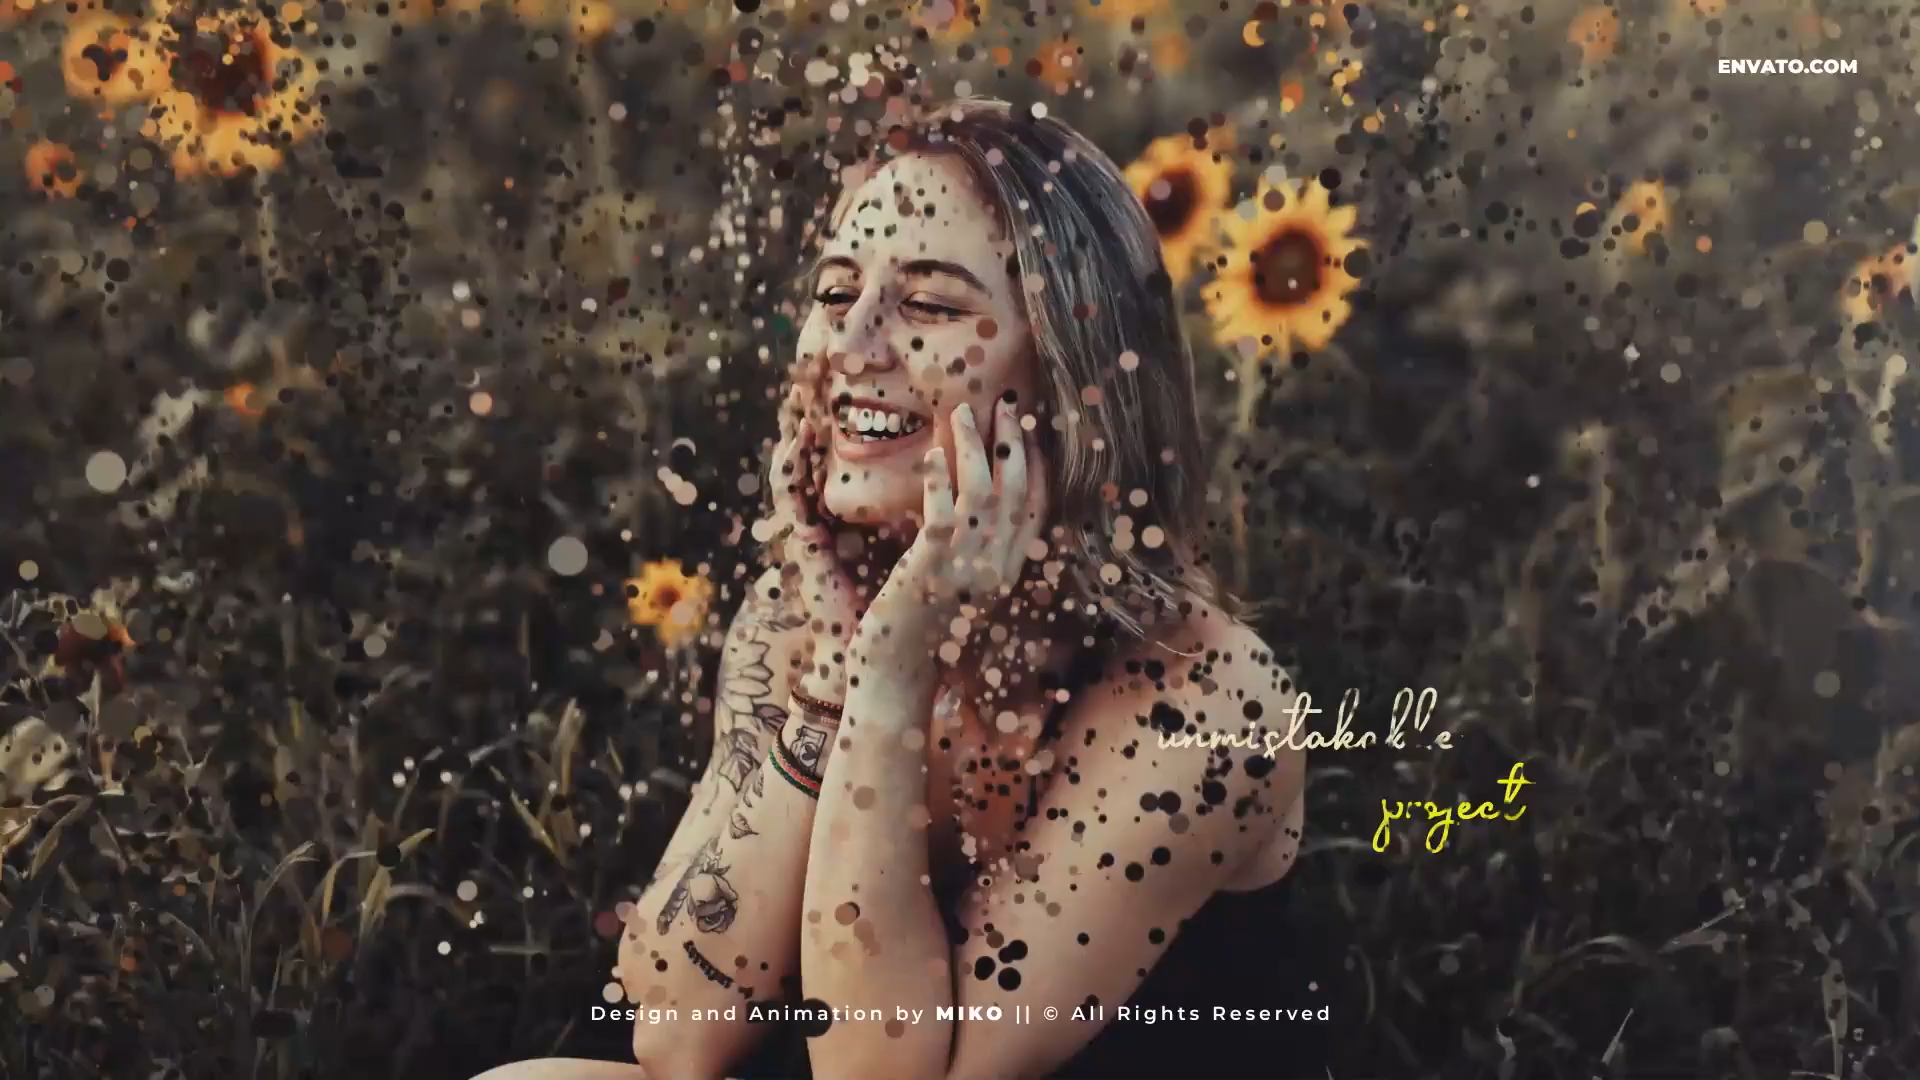 ENVATO.COM
unmistakable
project
Design and Animation by MIKO || © All Rights Reserved